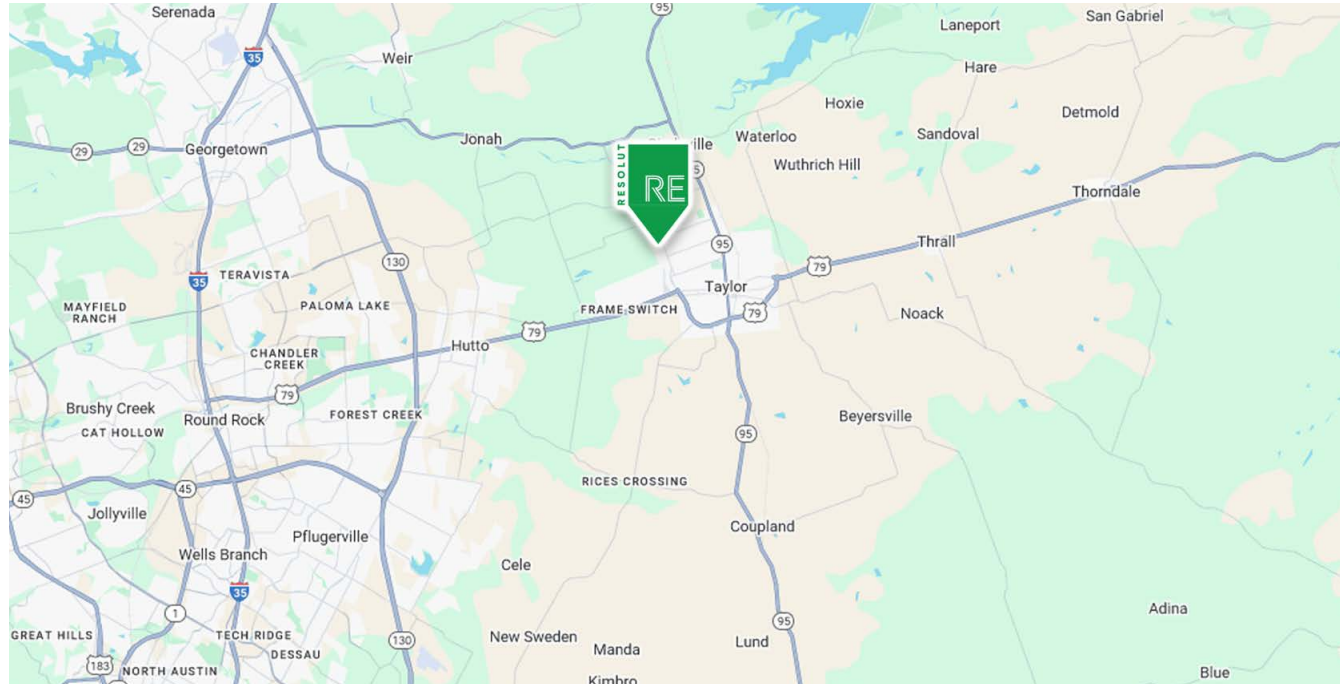 Serenada
95
San Gabriel
Laneport
35
Weir
Hare
Hoxie
Detmold
Jonah
Waterloo
Sandoval
29
29
Georgetown
ville
Wuthrich Hill
5
RESOLUT
RE
Thorndale
95
Thrall
130
79
TERAVISTA
35
Taylor
MAYFIELD
RANCH
PALOMA LAKE
FRAME SWITCH
79
Noack
79
Hutto
CHANDLER
CREEK
79
Brushy Creek
Round Rock
FOREST CREEK
Beyersville
CAT HOLLOW
95
RICES CROSSING
45
45
Jollyville
Coupland
Pflugerville
Wells Branch
Cele
35
Adina
1
95
GREAT HILLS
TECH RIDGE
130
New Sweden
Lund
183
DESSAU
Manda
NORTH AUSTIN
Blue
Kimbro